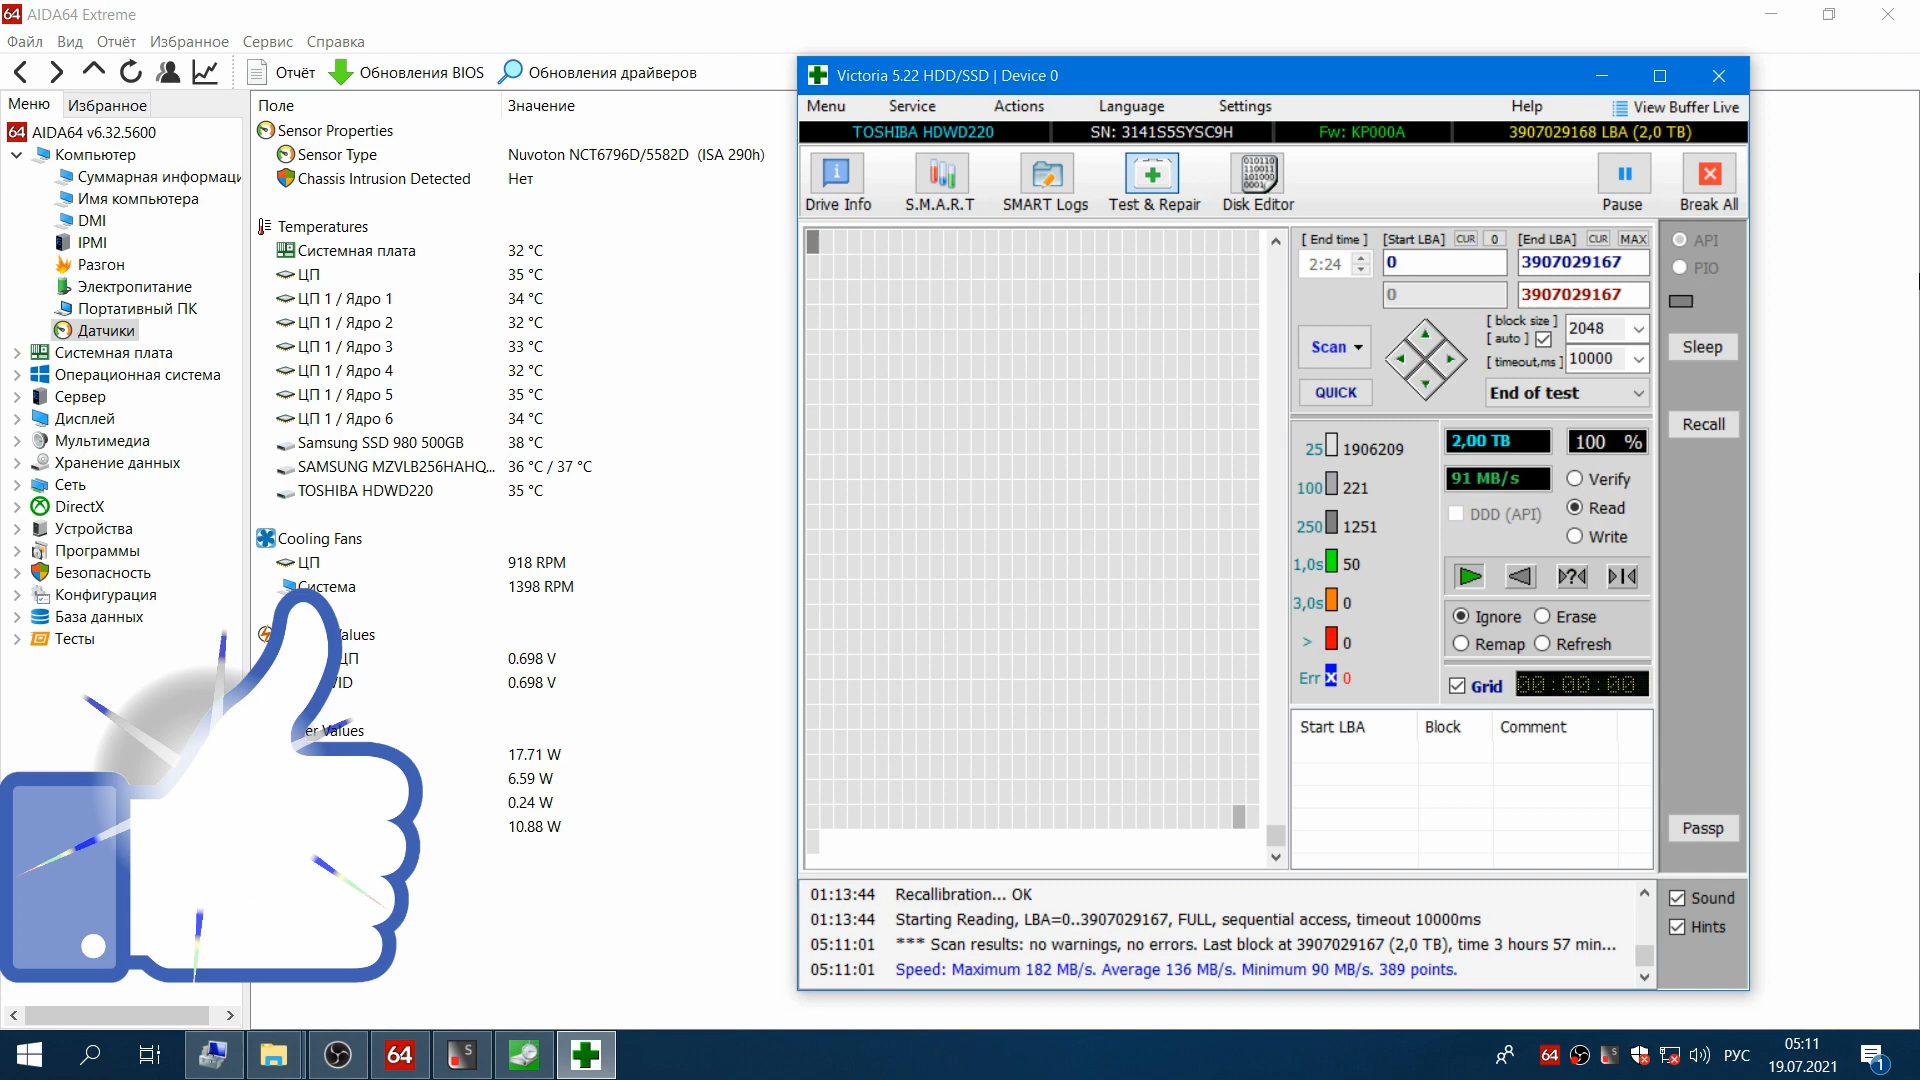 64 AIDA64 Extreme
Файл Вид Отчёт Избранное Сервис Справка
Отчёт Обновления BIOS Обновления драйверов
Меню Избранное
64 AIDA64 v6.32.5600
Компьютер
Суммарная информаци
Имя компьютера
DMI
IPMI
Разгон
Электропитание
Портативный ПК
Датчики
Системная плата
Операционная система
Сервер
Дисплей
Мультимедиа
Хранение данных
Сеть
DirectX
Устройства
Программы
Безопасность
Конфигурация
База данных
Тесты
Поле Значение
Sensor Properties
Sensor Type Nuvoton NCT6796D/5582D (ISA 290h)
Chassis Intrusion Detected Нет
Temperatures
Системная плата 32 °C
ЦП 35 °C
ЦП 1 / Ядро 1 34 °C
ЦП 1 / Ядро 2 32 °C
ЦП 1 / Ядро 3 33 °C
ЦП 1 / Ядро 4 32 °C
ЦП 1 / Ядро 5 35 °C
ЦП 1 / Ядро 6 34 °C
Samsung SSD 980 500GB 38 °C
SAMSUNG MZVLB256HAHQ... 36 °C / 37 °C
TOSHIBA HDWD220 35 °C
Cooling Fans
ЦП 918 RPM
Система 1398 RPM
alues
ЦП 0.698 V
VID 0.698 V
er Values
17.71 W
6.59 W
0.24 W
10.88 W
Victoria 5.22 HDD/SSD | Device 0
Menu Service Actions Language Settings Help View Buffer Live
TOSHIBA HDWD220 SN: 3141S5SYSC9H Fw: KP000A 3907029168 LBA (2,0 TB)
Drive Info S.M.A.R.T SMART Logs Test & Repair Disk Editor Pause Break All
[ End time ] [Start LBA] CUR 0 [End LBA] CUR MAX
2:24 0 3907029167
0 3907029167
Scan [ block size ] 2048
[ auto ]
[ timeout,ms ] 10000
QUICK End of test
25 1906209
100 221
250 1251
1,0s 50
3,0s 0
> 0
Err x 0
2,00 TB 100 %
91 MB/s Verify
DDD (API) Read
Write
Ignore Erase
Remap Refresh
Grid 00:00:00
Start LBA Block Comment
API
PIO
Sleep
Recall
Passp
Sound
Hints
01:13:44 Recallibration... OK
01:13:44 Starting Reading, LBA=0..3907029167, FULL, sequential access, timeout 10000ms
05:11:01 *** Scan results: no warnings, no errors. Last block at 3907029167 (2,0 TB), time 3 hours 57 min...
05:11:01 Speed: Maximum 182 MB/s. Average 136 MB/s. Minimum 90 MB/s. 389 points.
64 S 64 S РУС 05:11
19.07.2021 1